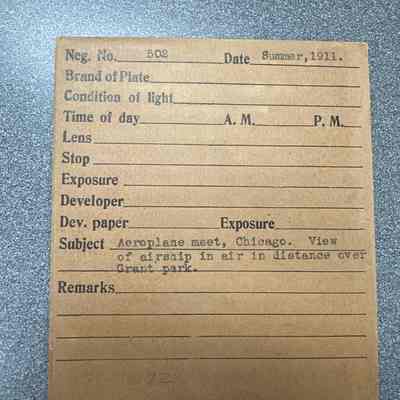 Neg. No. 502 Date Summer, 1911.
Brand of Plate
Condition of light
Time of day A. M. P. M.
Lens
Stop
Exposure
Developer
Dev. paper Exposure
Subject Aeroplane meet, Chicago. View
of airship in air in distance over
Grant park.
Remarks